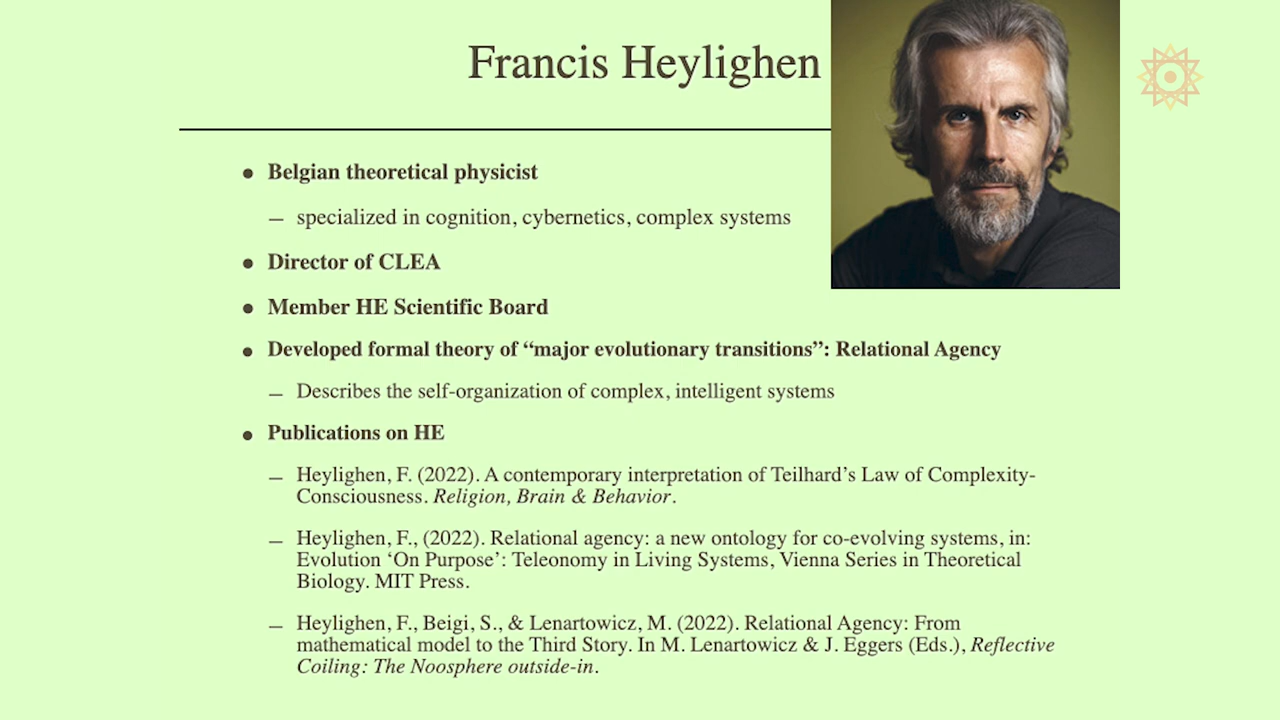 Francis Heylighen
• Belgian theoretical physicist
– specialized in cognition, cybernetics, complex systems
• Director of CLEA
• Member HE Scientific Board
• Developed formal theory of “major evolutionary transitions”: Relational Agency
– Describes the self-organization of complex, intelligent systems
• Publications on HE
– Heylighen, F. (2022). A contemporary interpretation of Teilhard’s Law of Complexity-
Consciousness. Religion, Brain & Behavior.
– Heylighen, F., (2022). Relational agency: a new ontology for co-evolving systems, in:
Evolution ‘On Purpose’: Teleonomy in Living Systems, Vienna Series in Theoretical
Biology. MIT Press.
– Heylighen, F., Beigi, S., & Lenartowicz, M. (2022). Relational Agency: From
mathematical model to the Third Story. In M. Lenartowicz & J. Eggers (Eds.), Reflective
Coiling: The Noosphere outside-in.